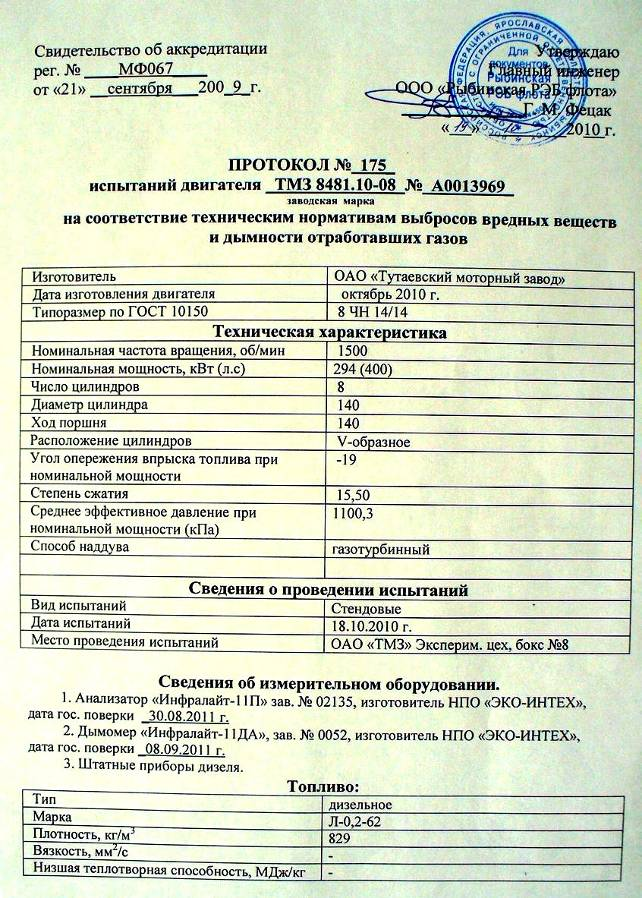 Свидетельство об аккредитации
рег. № МФ067
от «21» сентября 2009 г.
Утверждаю
Главный инженер
ООО «Рыбинская РЭБ флота»
Г. М. Фецак
«19» 10 2010 г.
Для
документов
Рыбинская
РЭБ флота
ПРОТОКОЛ № 175
испытаний двигателя ТМЗ 8481.10-08 № А0013969
заводская марка
на соответствие техническим нормативам выбросов вредных веществ
и дымности отработавших газов
Изготовитель ОАО «Тутаевский моторный завод»
Дата изготовления двигателя октябрь 2010 г.
Типоразмер по ГОСТ 10150 8 ЧН 14/14
Техническая характеристика
Номинальная частота вращения, об/мин 1500
Номинальная мощность, кВт (л.с) 294 (400)
Число цилиндров 8
Диаметр цилиндра 140
Ход поршня 140
Расположение цилиндров V-образное
Угол опережения впрыска топлива при -19
номинальной мощности
Степень сжатия 15,50
Среднее эффективное давление при 1100,3
номинальной мощности (кПа)
Способ наддува газотурбинный
Сведения о проведении испытаний
Вид испытаний Стендовые
Дата испытаний 18.10.2010 г.
Место проведения испытаний ОАО «ТМЗ» Эксперим. цех, бокс №8
Сведения об измерительном оборудовании.
1. Анализатор «Инфралайт-11П» зав. № 02135, изготовитель НПО «ЭКО-ИНТЕХ»,
дата гос. поверки 30.08.2011 г.
2. Дымомер «Инфралайт-11ДА», зав. № 0052, изготовитель НПО «ЭКО-ИНТЕХ»,
дата гос. поверки 08.09.2011 г.
3. Штатные приборы дизеля.
Топливо:
Тип дизельное
Марка Л-0,2-62
Плотность, кг/м³ 829
Вязкость, мм²/с -
Низшая теплотворная способность, МДж/кг -